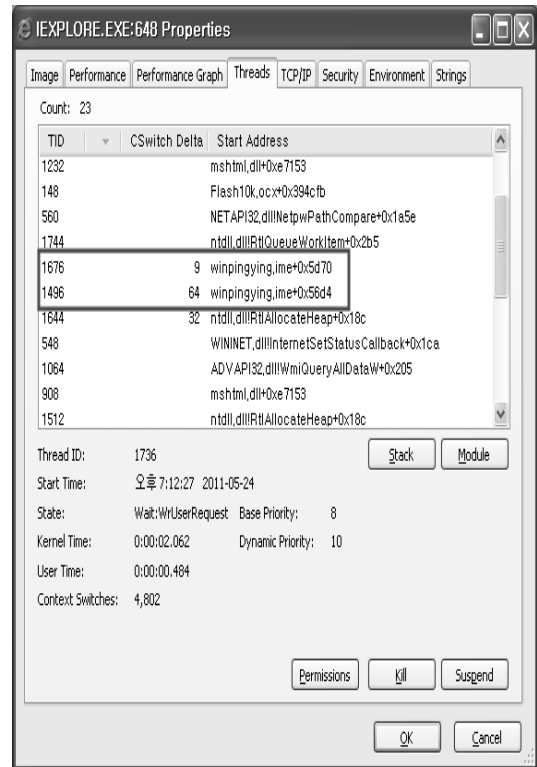 IEXPLORE.EXE:648 Properties
Image Performance Performance Graph Threads TCP/IP Security Environment Strings
Count: 23
TID CSwitch Delta Start Address
1232 mshtml,dll+0xe7153
148 Flash10k,ocx+0x394cfb
560 NETAPI32,dll!NetpwPathCompare+0x1a5e
1744 ntdll,dll!RtlQueueWorkItem+0x2b5
1676 9 winpingying,ime+0x5d70
1496 64 winpingying,ime+0x56d4
1644 32 ntdll,dll!RtlAllocateHeap+0x18c
548 WININET,dll!InternetSetStatusCallback+0x1ca
1064 ADVAPI32,dll!WmiQueryAllDataW+0x205
908 mshtml,dll+0xe7153
1512 ntdll,dll!RtlAllocateHeap+0x18c
Thread ID: 1736 Stack Module
Start Time: 오후 7:12:27 2011-05-24
State: Wait:WrUserRequest Base Priority: 8
Kernel Time: 0:00:02.062 Dynamic Priority: 10
User Time: 0:00:00.484
Context Switches: 4,802
Permissions Kill Suspend
OK Cancel